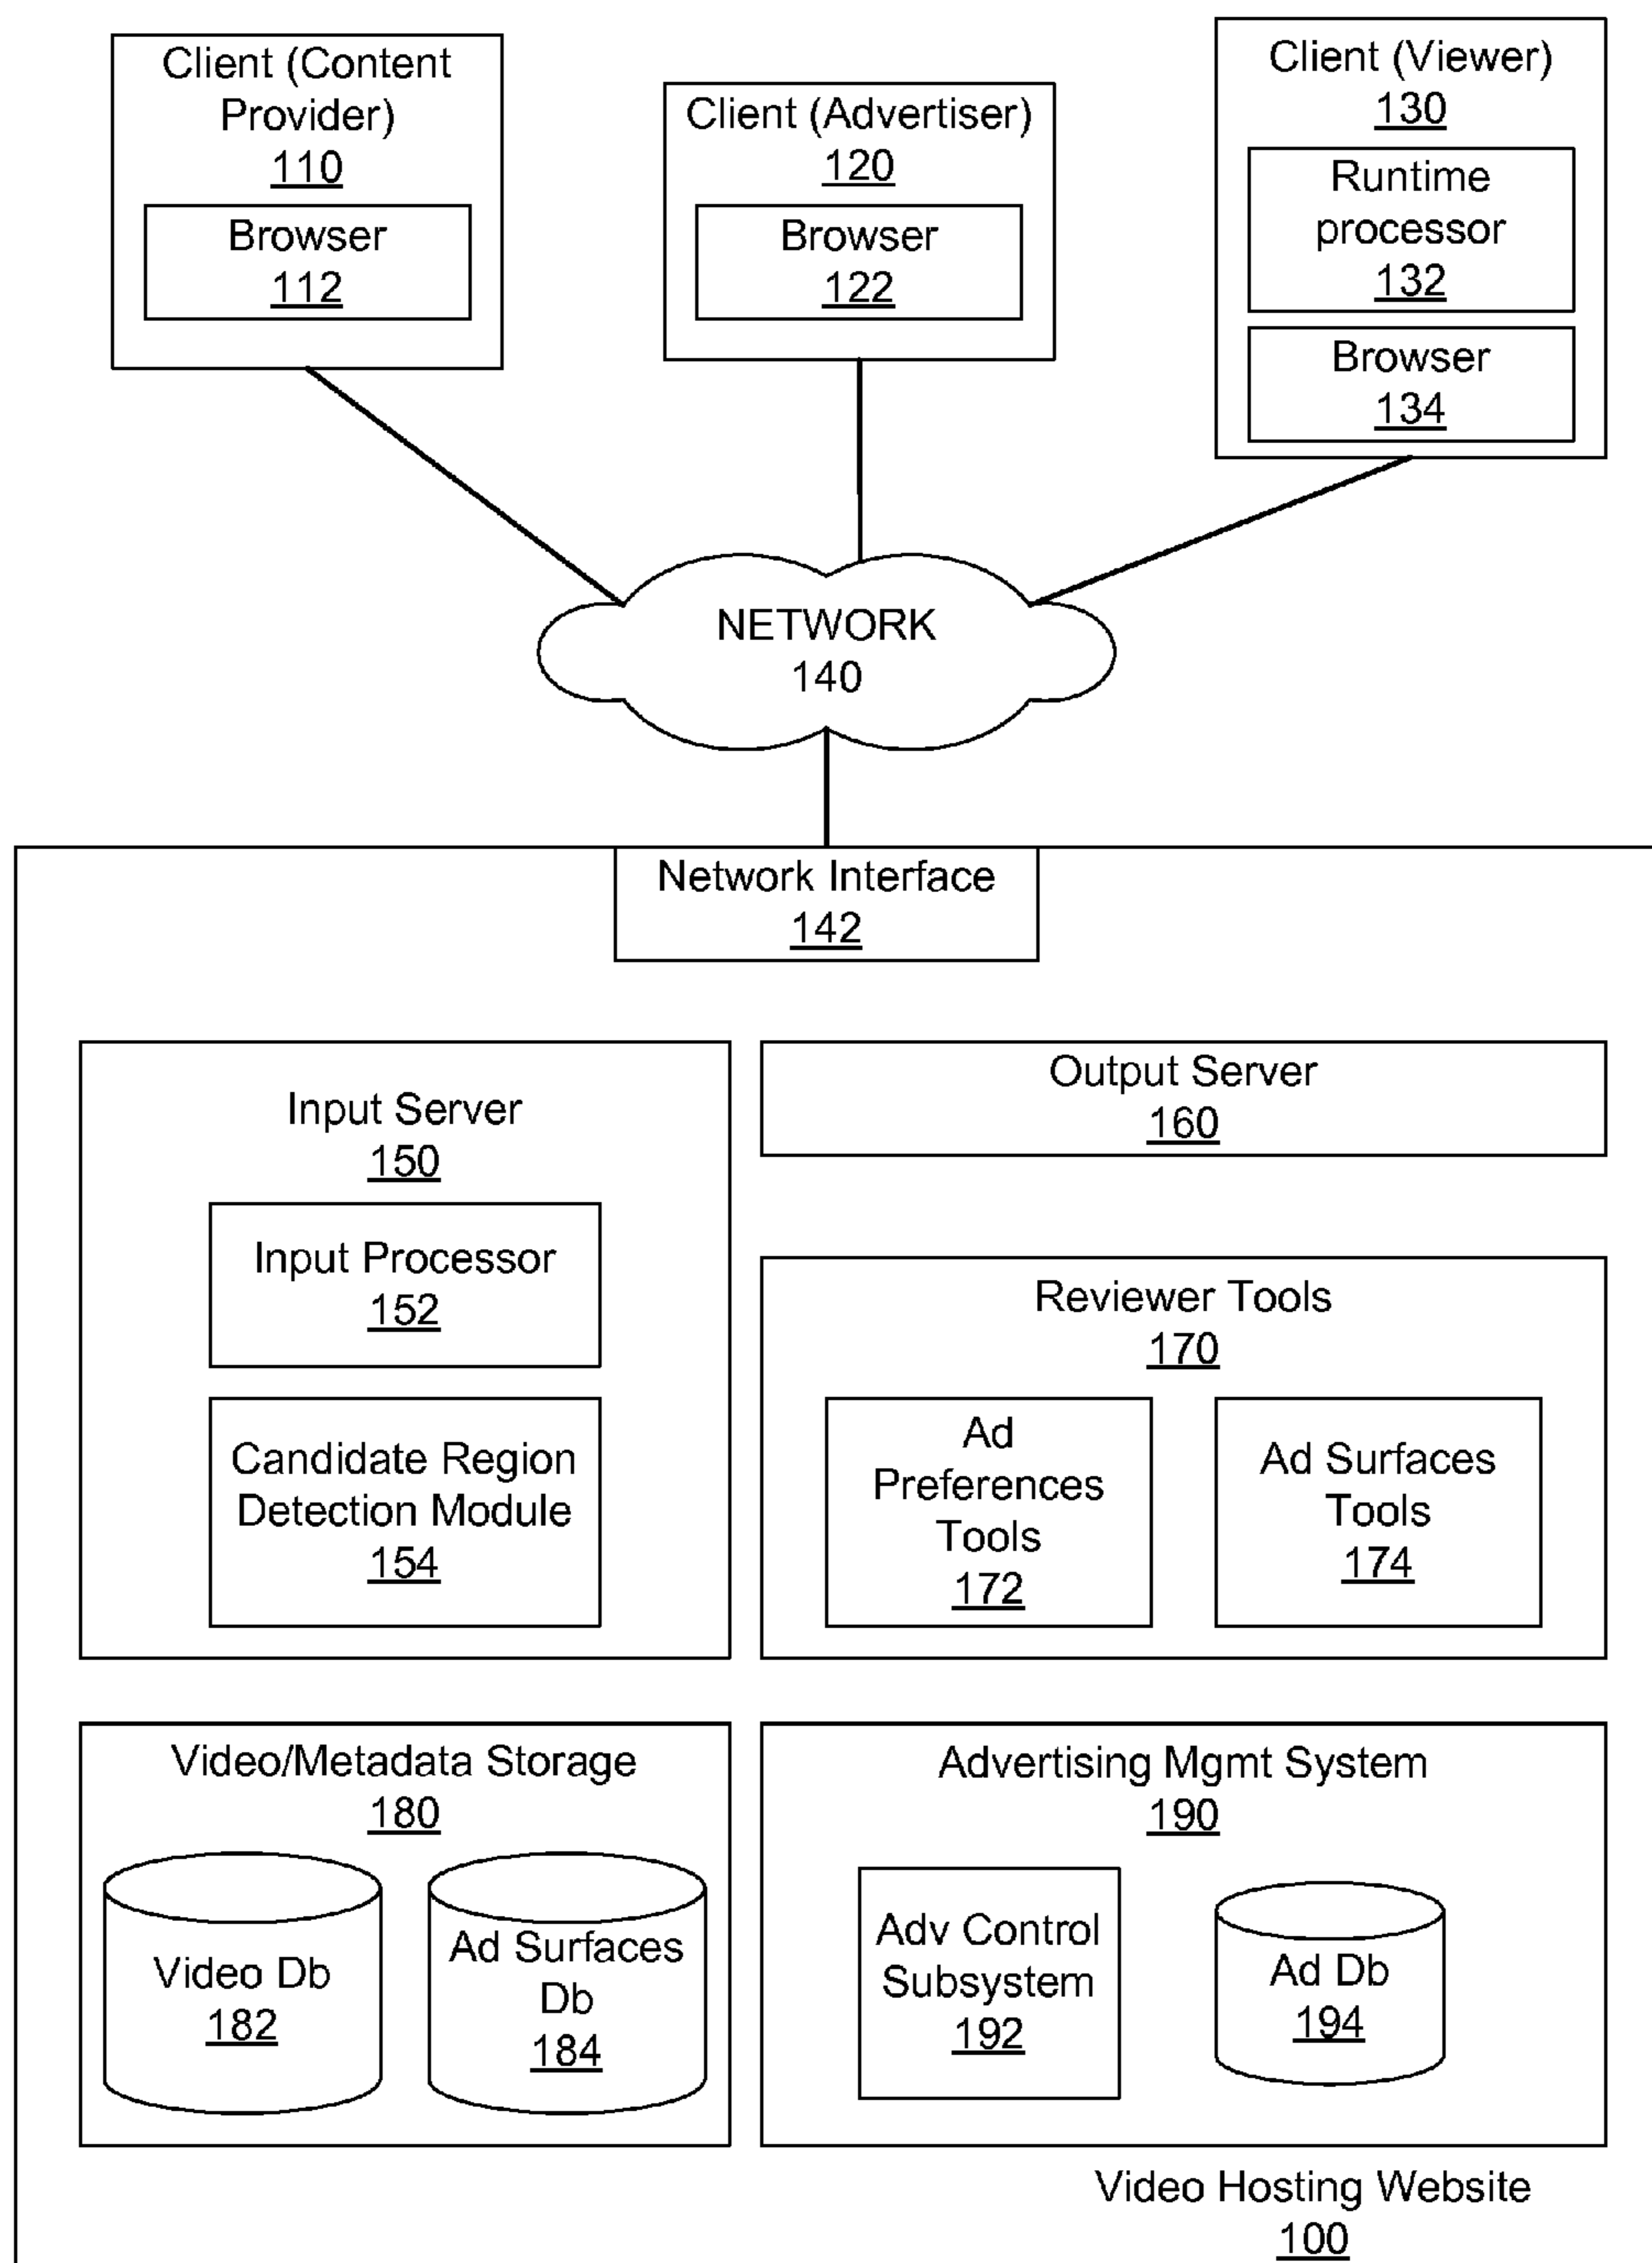 Client (Content
Provider)
110
Browser
112
Client (Advertiser)
120
Browser
122
Client (Viewer)
130
Runtime
processor
132
Browser
134
NETWORK
140
Network Interface
142
Input Server
150
Input Processor
152
Candidate Region
Detection Module
154
Output Server
160
Reviewer Tools
170
Ad
Preferences
Tools
172
Ad Surfaces
Tools
174
Video/Metadata Storage
180
Video Db
182
Ad Surfaces
Db
184
Advertising Mgmt System
190
Adv Control
Subsystem
192
Ad Db
194
Video Hosting Website
100